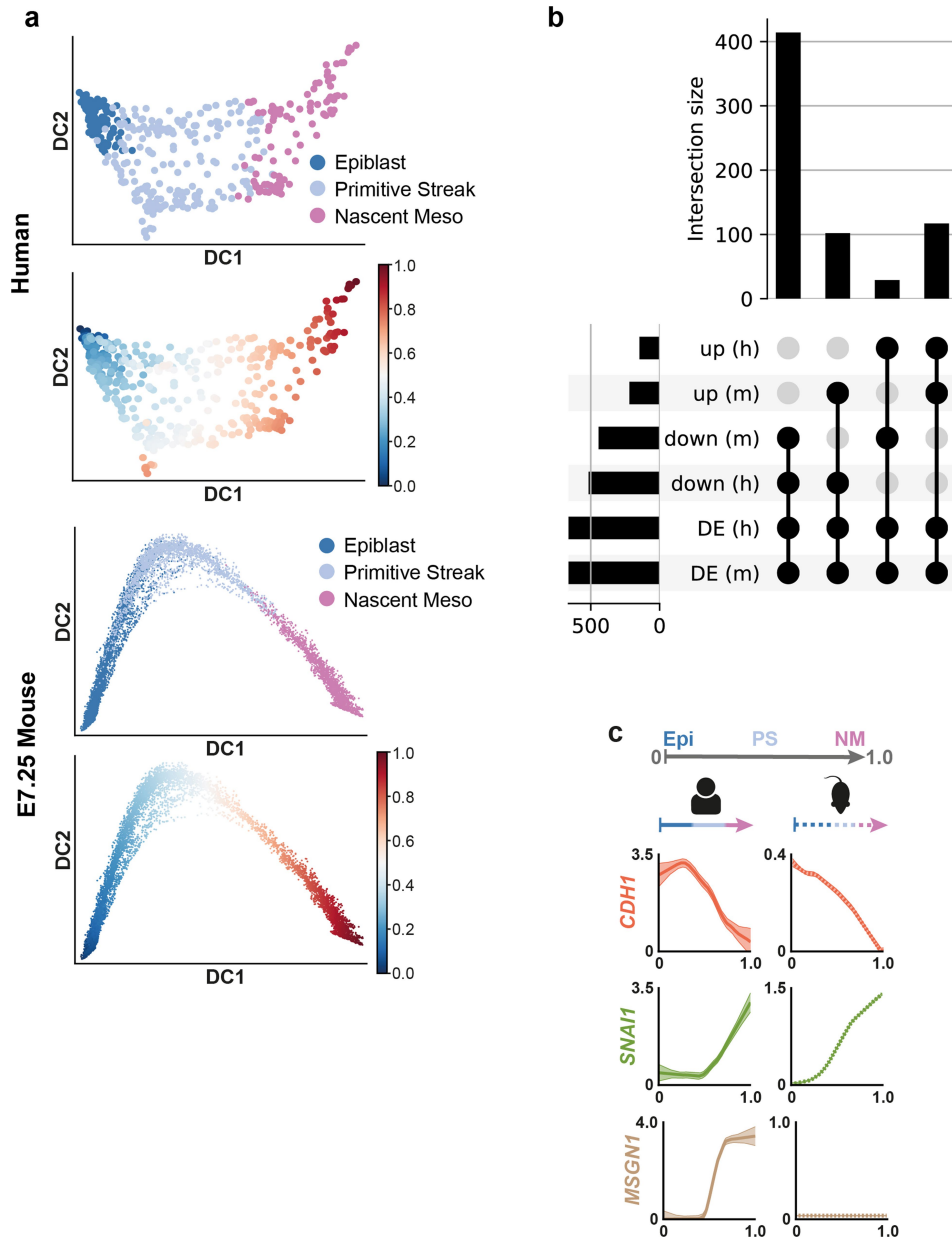 a
Human
DC2
Epiblast
Primitive Streak
Nascent Meso
DC1
DC2
1.0
0.8
0.6
0.4
0.2
0.0
DC1
E7.25 Mouse
DC2
Epiblast
Primitive Streak
Nascent Meso
DC1
DC2
1.0
0.8
0.6
0.4
0.2
0.0
DC1
b
Intersection size
400
300
200
100
0
up (h)
up (m)
down (m)
down (h)
DE (h)
DE (m)
500 0
c
Epi PS NM
0 1.0
CDH1
3.5
0
0 1.0
0.4
0
0 1.0
SNAI1
3.5
0
0 1.0
1.5
0
0 1.0
MSGN1
4.0
0
0 1.0
1.0
0
0 1.0